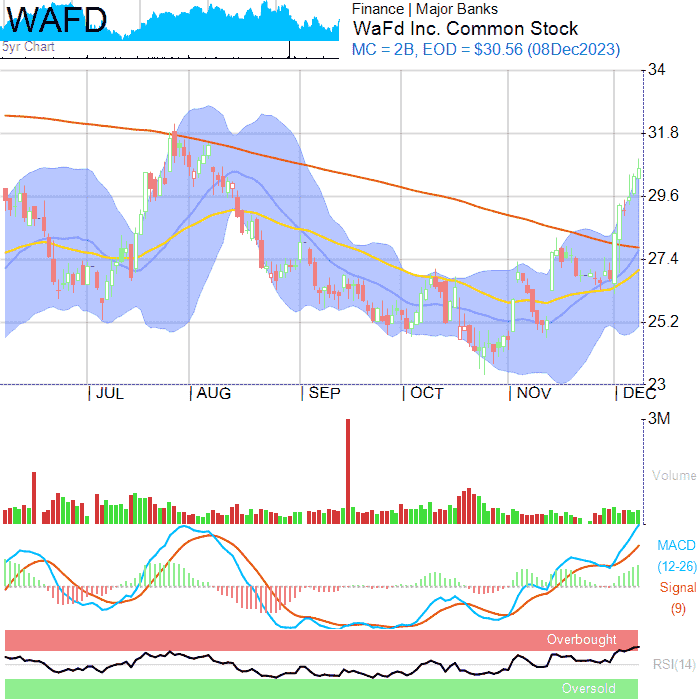 WAFD
5yr Chart
Finance | Major Banks
WaFd Inc. Common Stock
MC = 2B, EOD = $30.56 (08Dec2023)
34
31.8
29.6
27.4
25.2
23
| JUL | AUG | SEP | OCT | NOV | DEC
3M
Volume
MACD
(12-26)
Signal
(9)
Overbought
RSI(14)
Oversold